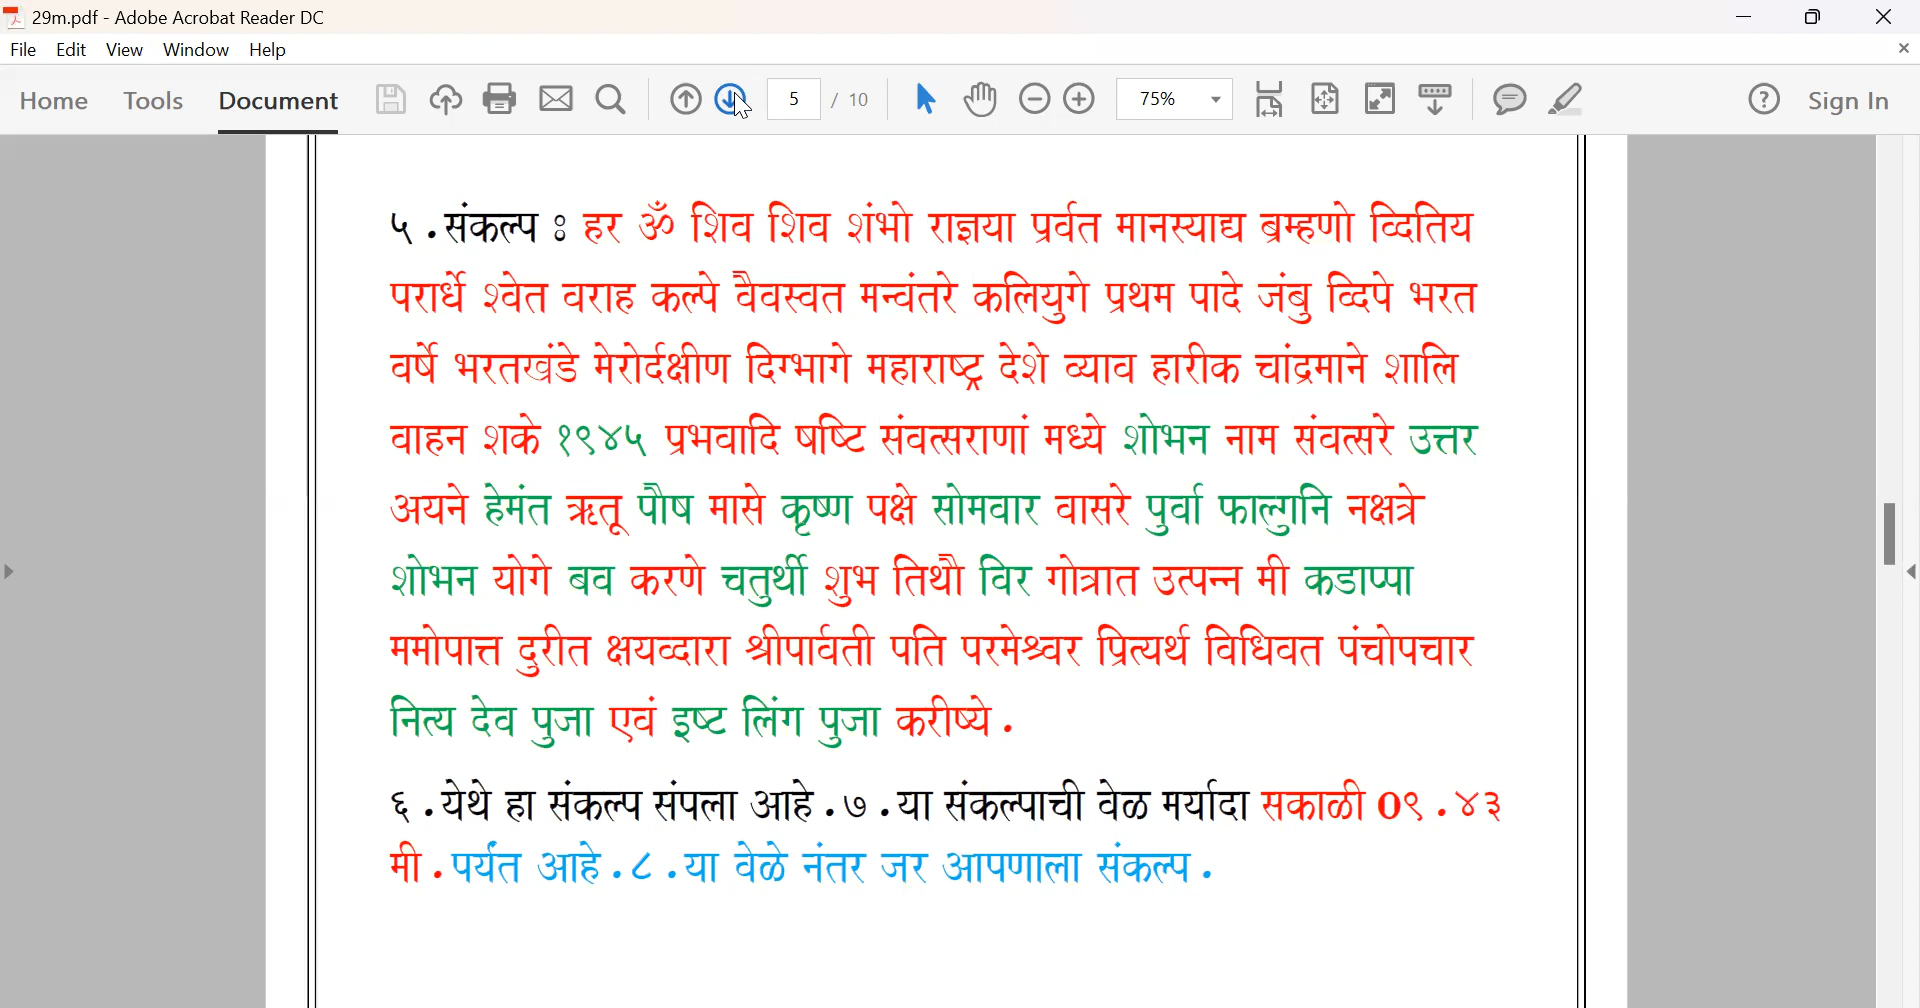 29m.pdf - Adobe Acrobat Reader DC
File Edit View Window Help
Home Tools Document 5 / 10 75% Sign In
५.संकल्प : हर ॐ शिव शिव शंभो राज्ञया प्रर्वत मानस्याद्य ब्रम्हणो व्दितिय
परार्धे श्वेत वराह कल्पे वैवस्वत मन्वंतरे कलियुगे प्रथम पादे जंबु व्दिपे भरत
वर्षे भरतखंडे मेरोर्दक्षीण दिग्भागे महाराष्ट्र देशे व्याव हारीक चांद्रमाने शालि
वाहन शके १९४५ प्रभवादि षष्टि संवत्सराणां मध्ये शोभन नाम संवत्सरे उत्तर
अयने हेमंत ऋतू पौष मासे कृष्ण पक्षे सोमवार वासरे पुर्वा फाल्गुनि नक्षत्रे
शोभन योगे बव करणे चतुर्थी शुभ तिथौ विर गोत्रात उत्पन्न मी कडाप्पा
ममोपात्त दुरीत क्षयव्दारा श्रीपार्वती पति परमेश्र्वर प्रित्यर्थ विधिवत पंचोपचार
नित्य देव पुजा एवं इष्ट लिंग पुजा करीष्ये.
६.येथे हा संकल्प संपला आहे.७.या संकल्पाची वेळ मर्यादा सकाळी 0९.४३
मी.पर्यंत आहे.८.या वेळे नंतर जर आपणाला संकल्प.